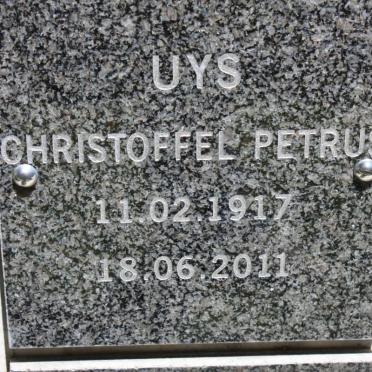 UYS
CHRISTOFFEL PETRUS
11.02.1917
18.06.2011